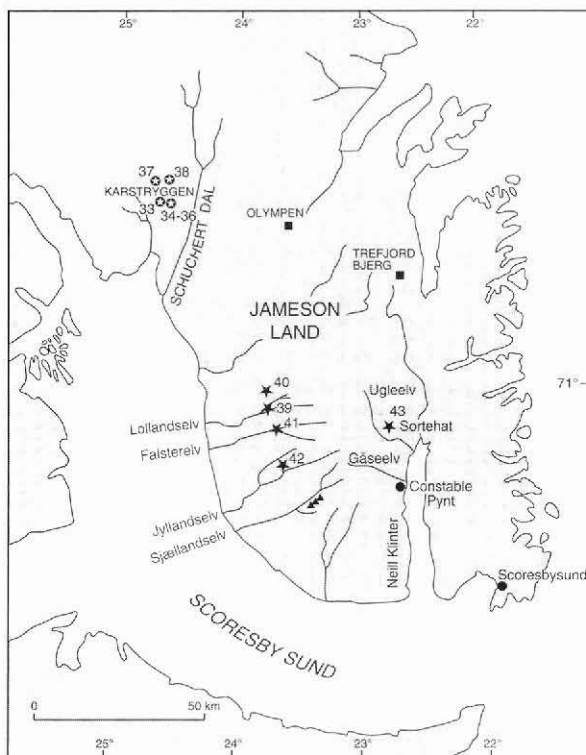 25° 24° 23° 22°
37 38
KARSTRYGGEN
33 34-36
SCHUCHERT DAL
OLYMPEN
TREFJORD
BJERG
JAMESON
LAND
71°
40
39
Ugleelv
43
Sortehat
Lollandselv
41
Falsterelv
42
Gåseelv
Constable
Pynt
Jyllandselv
Sjællandselv
Neill Klinter
Scoresbysund
SCORESBY SUND
0 50 km
25° 24° 23° 22°